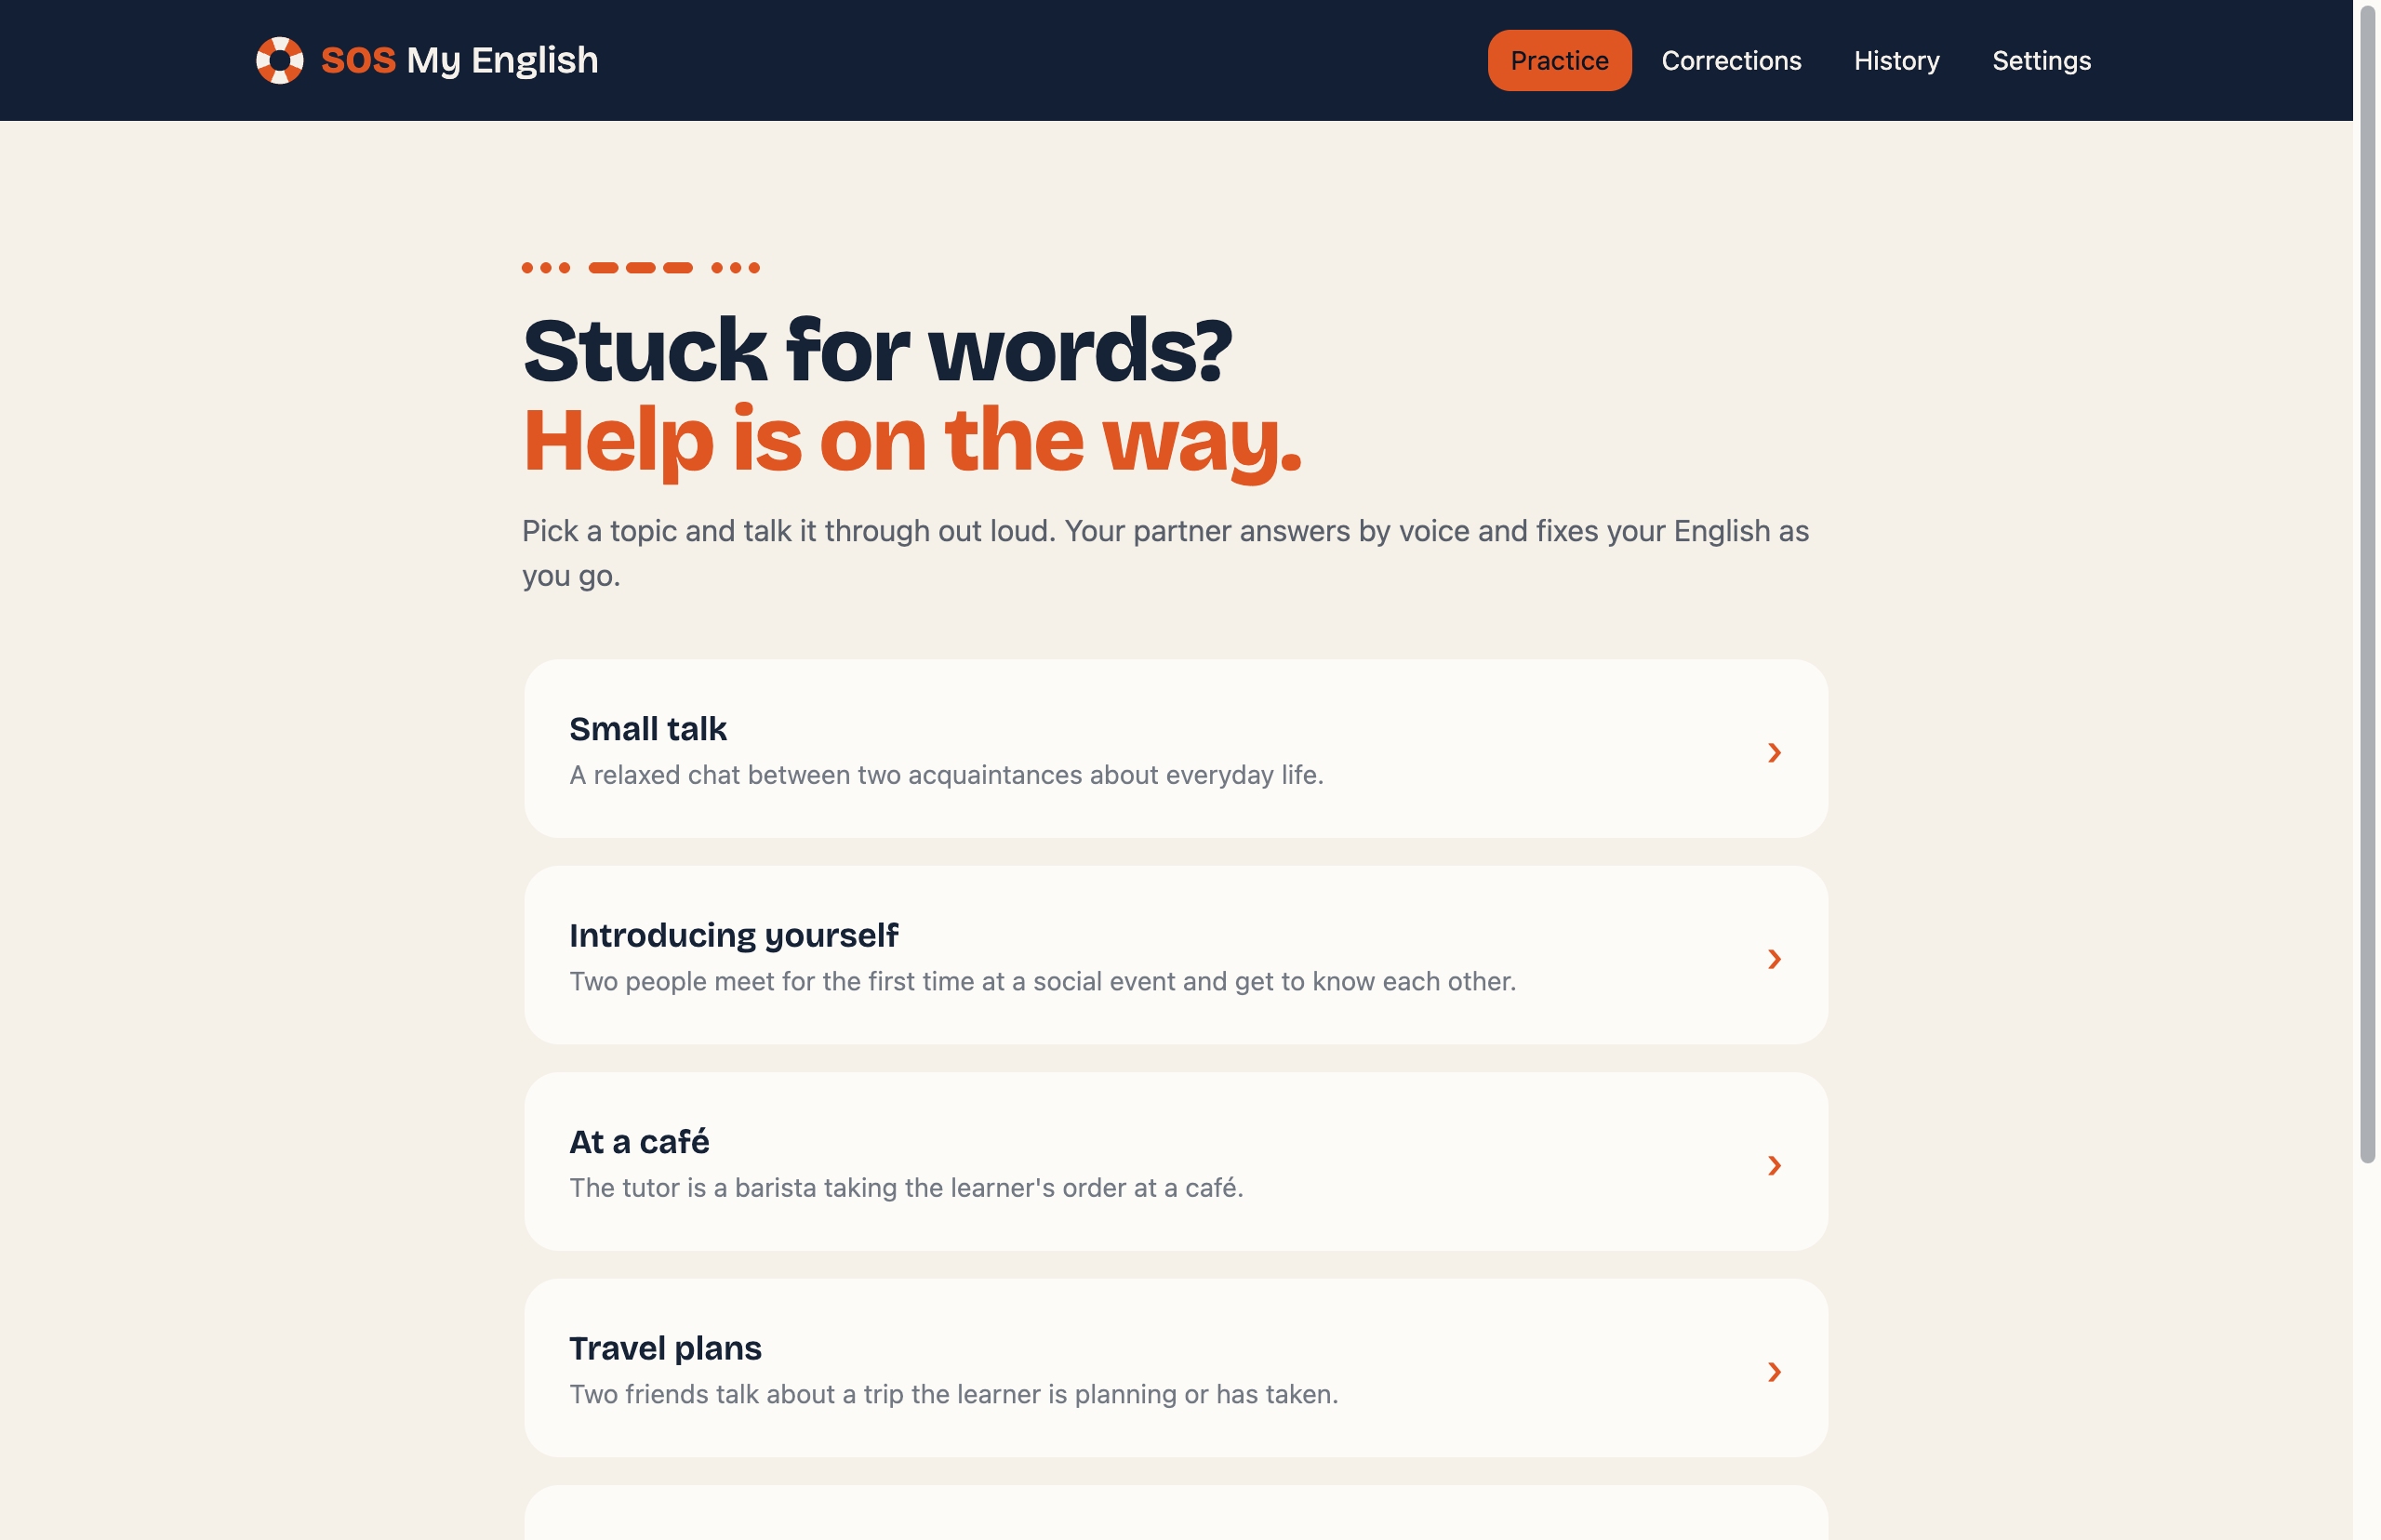 SOS My English
Practice
Corrections
History
Settings
Stuck for words?
Help is on the way.
Pick a topic and talk it through out loud. Your partner answers by voice and fixes your English as
you go.
Small talk
A relaxed chat between two acquaintances about everyday life.
Introducing yourself
Two people meet for the first time at a social event and get to know each other.
At a café
The tutor is a barista taking the learner's order at a café.
Travel plans
Two friends talk about a trip the learner is planning or has taken.